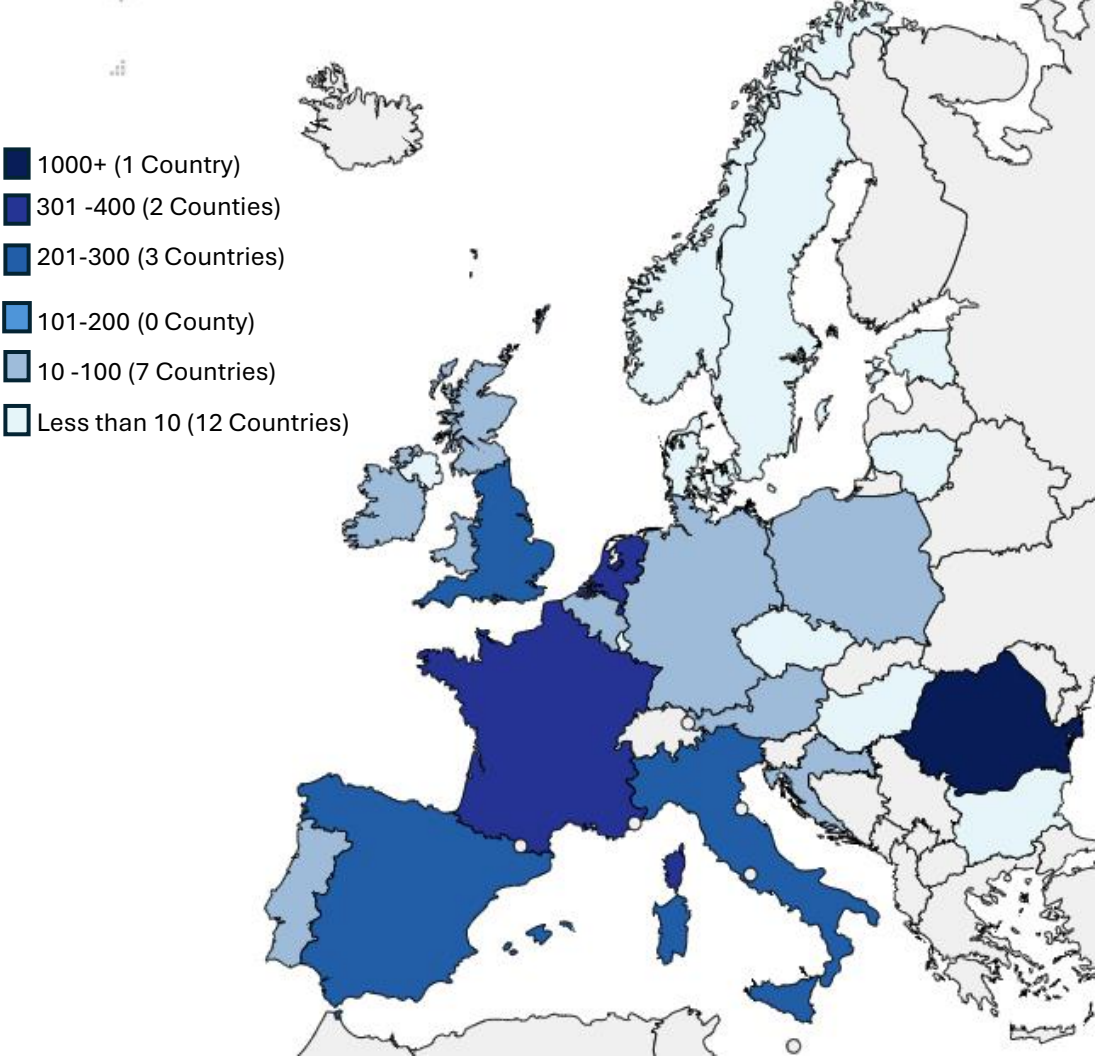 1000+ (1 Country)
301 -400 (2 Counties)
201-300 (3 Countries)
101-200 (0 County)
10 -100 (7 Countries)
Less than 10 (12 Countries)